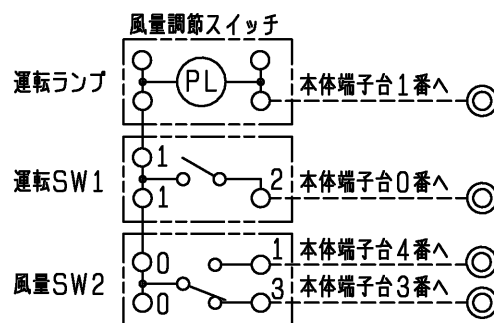 風量調節スイッチ
運転ランプ
PL
本体端子台1番へ
運転SW1
1
1
2
本体端子台0番へ
風量SW2
0
0
1
3
本体端子台4番へ
本体端子台3番へ